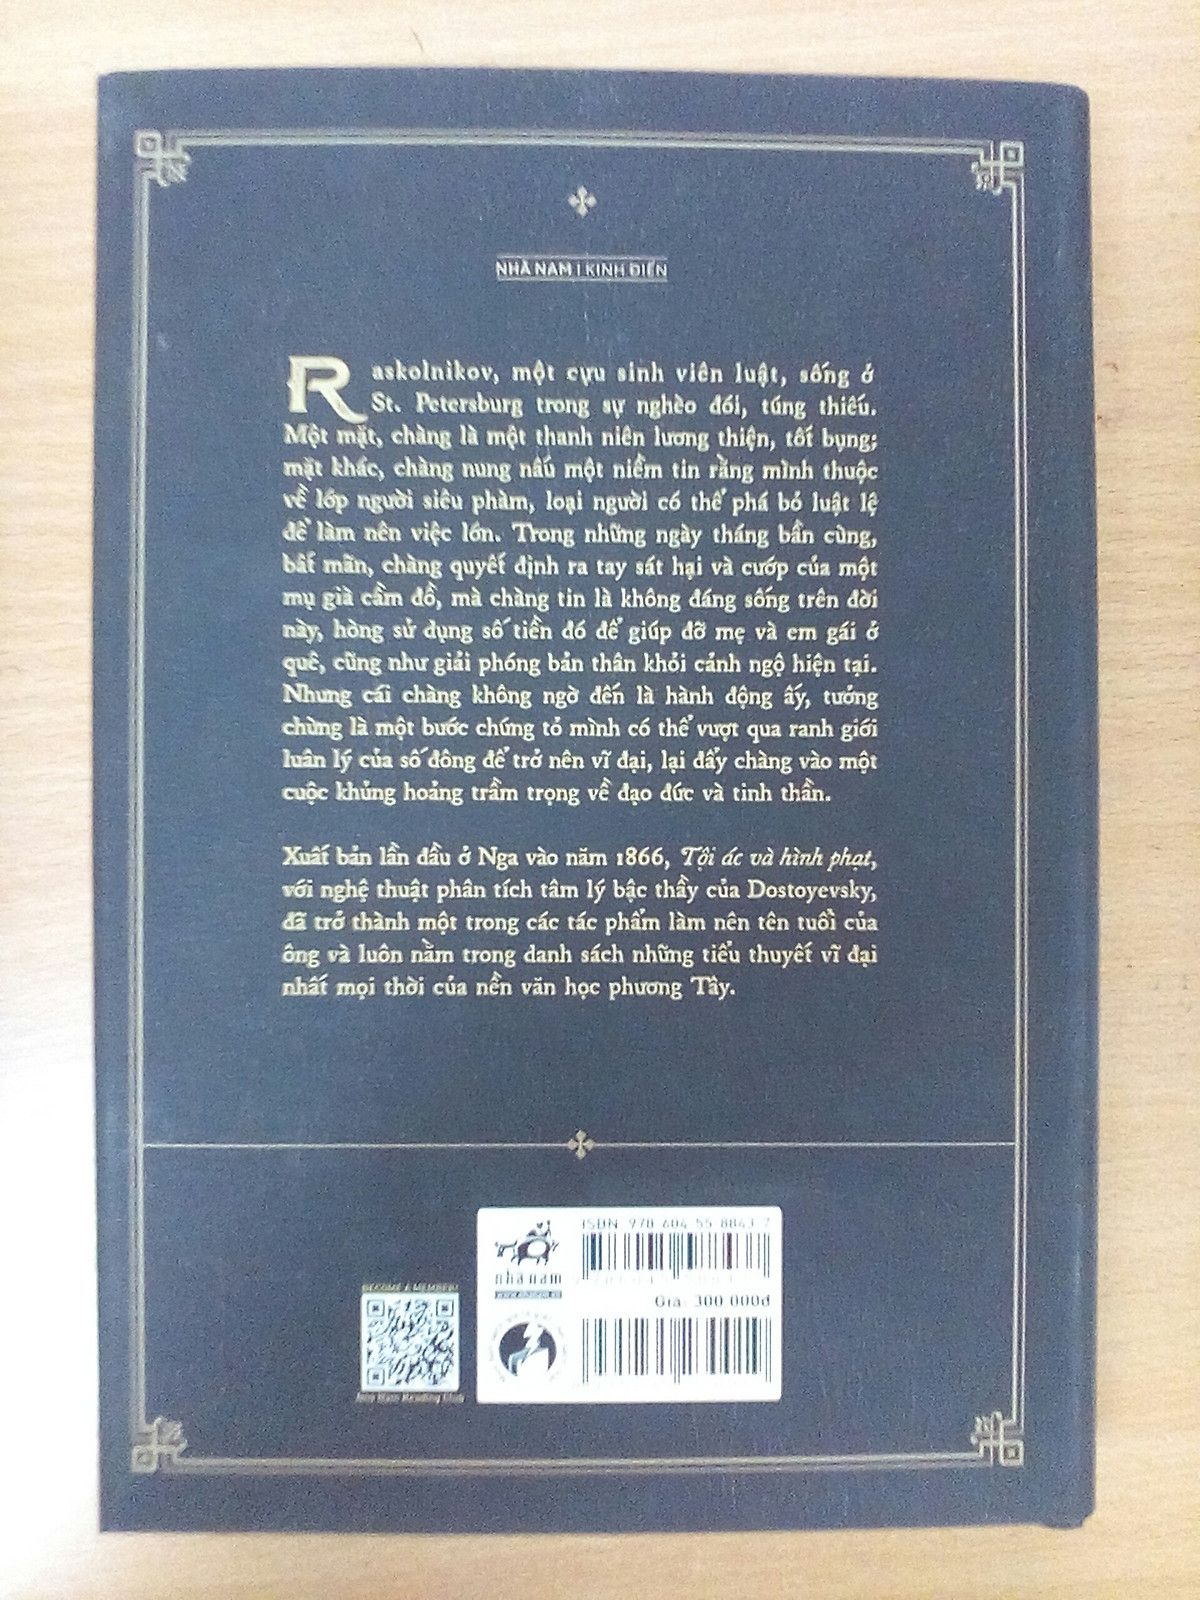 NHÃ NAM | KINH ĐIỂN
Raskolnikov, một cựu sinh viên luật, sống ở
St. Petersburg trong sự nghèo đói, túng thiếu.
Một mặt, chàng là một thanh niên lương thiện, tốt bụng;
mặt khác, chàng nung nấu một niềm tin rằng mình thuộc
về lớp người siêu phàm, loại người có thể phá bỏ luật lệ
để làm nên việc lớn. Trong những ngày tháng bần cùng,
bất mãn, chàng quyết định ra tay sát hại và cướp của một
mụ già cầm đồ, mà chàng tin là không đáng sống trên đời
này, hòng sử dụng số tiền đó để giúp đỡ mẹ và em gái ở
quê, cũng như giải phóng bản thân khỏi cảnh ngộ hiện tại.
Nhưng cái chàng không ngờ đến là hành động ấy, tưởng
chừng là một bước chứng tỏ mình có thể vượt qua ranh giới
luân lý của số đông để trở nên vĩ đại, lại đẩy chàng vào một
cuộc khủng hoảng trầm trọng về đạo đức và tinh thần.
Xuất bản lần đầu ở Nga vào năm 1866, Tội ác và hình phạt,
với nghệ thuật phân tích tâm lý bậc thầy của Dostoyevsky,
đã trở thành một trong các tác phẩm làm nên tên tuổi của
ông và luôn nằm trong danh sách những tiểu thuyết vĩ đại
nhất mọi thời của nền văn học phương Tây.
ISBN: 978-604-55-8843-7
nhã nam
Giá: 300.000đ
BECOME A MEMBER!
Nhã Nam Reading Club